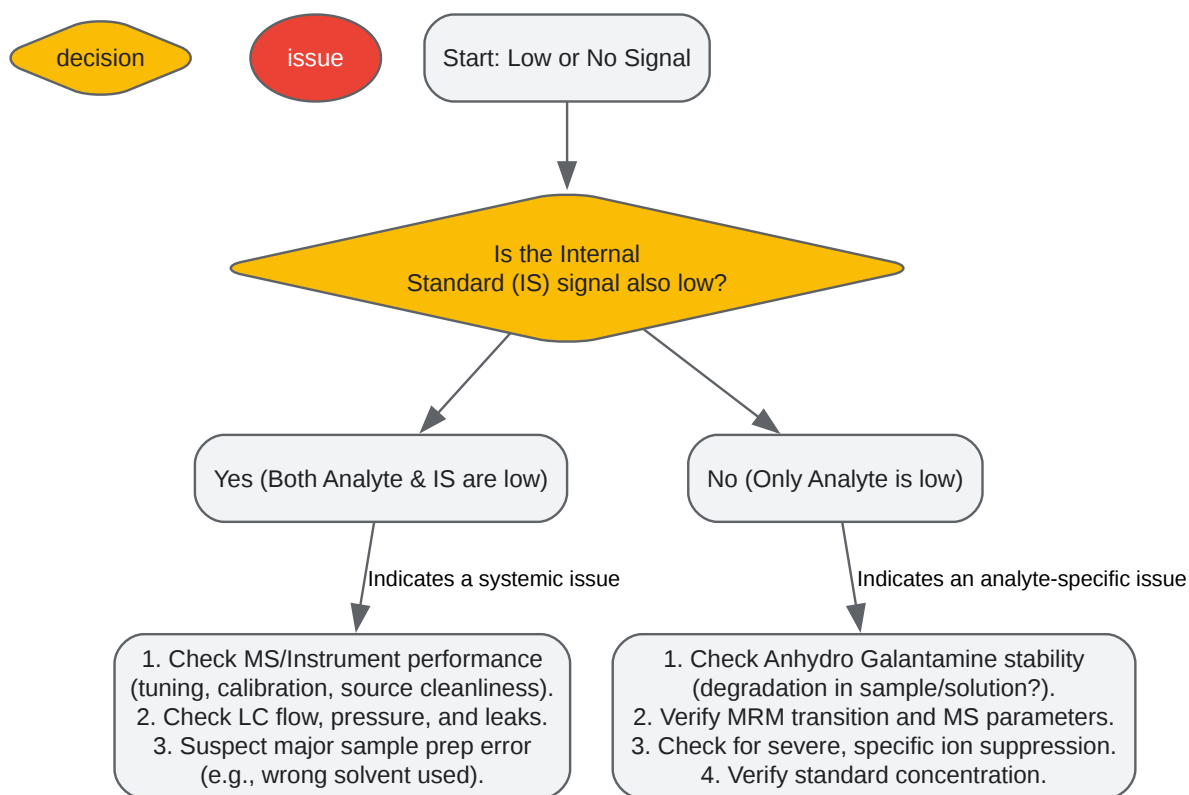 decision
issue
Start: Low or No Signal
Is the Internal
Standard (IS) signal also low?
Yes (Both Analyte & IS are low)
No (Only Analyte is low)
Indicates a systemic issue
Indicates an analyte-specific issue
1. Check MS/Instrument performance
(tuning, calibration, source cleanliness).
2. Check LC flow, pressure, and leaks.
3. Suspect major sample prep error
(e.g., wrong solvent used).
1. Check Anhydro Galantamine stability
(degradation in sample/solution?).
2. Verify MRM transition and MS parameters.
3. Check for severe, specific ion suppression.
4. Verify standard concentration.